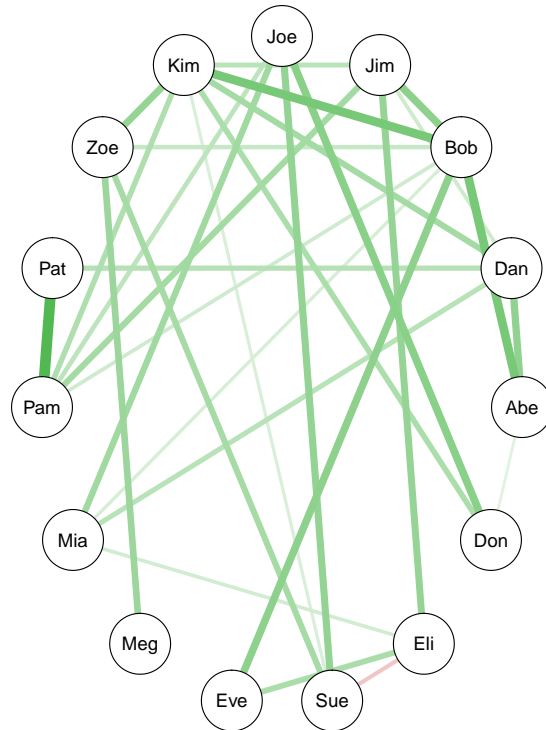 Joe
Kim
Jim
Zoe
Bob
Pat
Dan
Pam
Abe
Mia
Don
Meg
Eli
Eve
Sue